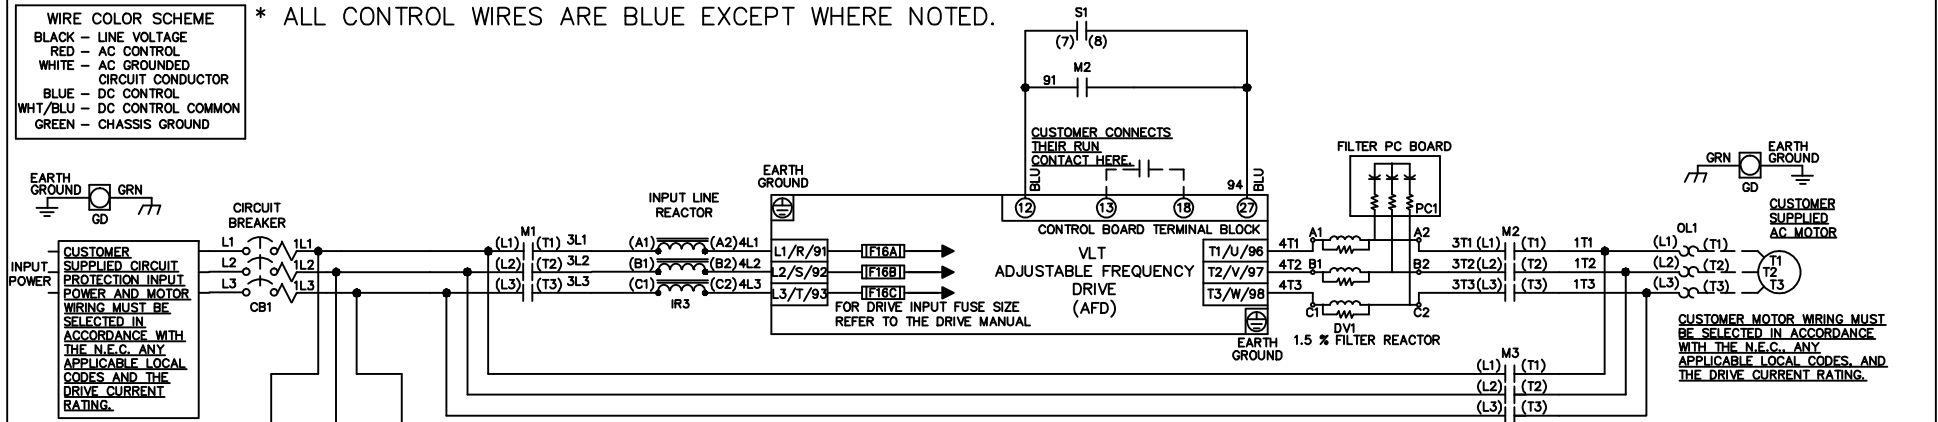 WIRE COLOR SCHEME
BLACK – LINE VOLTAGE
RED – AC CONTROL
WHITE – AC GROUNDED
CIRCUIT CONDUCTOR
BLUE – DC CONTROL
WHT/BLU – DC CONTROL COMMON
GREEN – CHASSIS GROUND
* ALL CONTROL WIRES ARE BLUE EXCEPT WHERE NOTED.
S1
(7) (8)
M2
91
CUSTOMER CONNECTS
THEIR RUN
CONTACT HERE.
BLU
94
BLU
12
13
18
27
CONTROL BOARD TERMINAL BLOCK
EARTH
GROUND
GRN
GD
INPUT
POWER
CUSTOMER
SUPPLIED CIRCUIT
PROTECTION INPUT
POWER AND MOTOR
WIRING MUST BE
SELECTED IN
ACCORDANCE WITH
THE N.E.C. ANY
APPLICABLE LOCAL
CODES AND THE
DRIVE CURRENT
RATING.
CIRCUIT
BREAKER
L1
1L1
L2
1L2
L3
1L3
CB1
M1
(L1) (T1) 3L1
(L2) (T2) 3L2
(L3) (T3) 3L3
INPUT LINE
REACTOR
(A1) (A2) 4L1
(B1) (B2) 4L2
(C1) (C2) 4L3
IR3
EARTH
GROUND
L1/R/91
L2/S/92
L3/T/93
F16A
F16B
F16C
FOR DRIVE INPUT FUSE SIZE
REFER TO THE DRIVE MANUAL
VLT
ADJUSTABLE FREQUENCY
DRIVE
(AFD)
T1/U/96
T2/V/97
T3/W/98
EARTH
GROUND
4T1
4T2
4T3
FILTER PC BOARD
PC1
A1
A2
B1
B2
C1
C2
DV1
1.5 % FILTER REACTOR
M2
3T1 (L1) (T1) 1T1
3T2 (L2) (T2) 1T2
3T3 (L3) (T3) 1T3
M3
(L1) (T1)
(L2) (T2)
(L3) (T3)
OL1
(L1) (T1)
(L2) (T2)
(L3) (T3)
T1
T2
T3
GRN
GD
EARTH
GROUND
CUSTOMER
SUPPLIED
AC MOTOR
CUSTOMER MOTOR WIRING MUST
BE SELECTED IN ACCORDANCE
WITH THE N.E.C., ANY
APPLICABLE LOCAL CODES, AND
THE DRIVE CURRENT RATING.